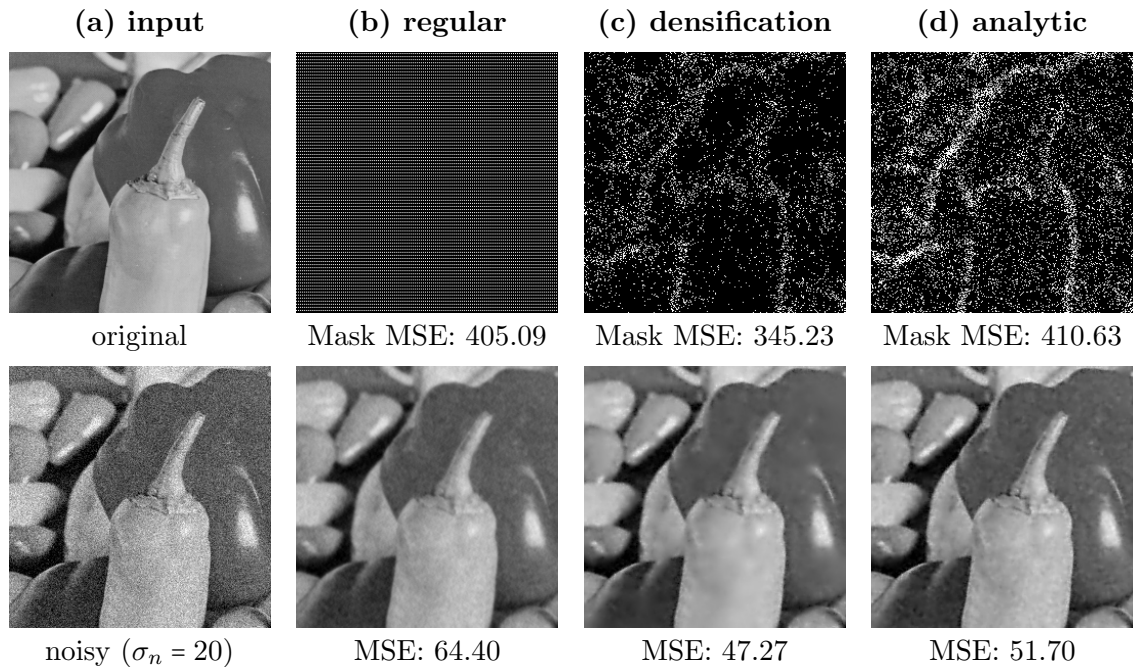 (a) input (b) regular (c) densification (d) analytic
original Mask MSE: 405.09 Mask MSE: 345.23 Mask MSE: 410.63
noisy (σₙ = 20) MSE: 64.40 MSE: 47.27 MSE: 51.70